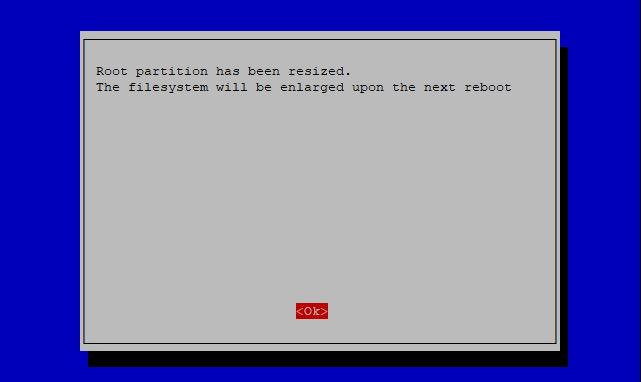 Root partition has been resized.
The filesystem will be enlarged upon the next reboot
<Ok>